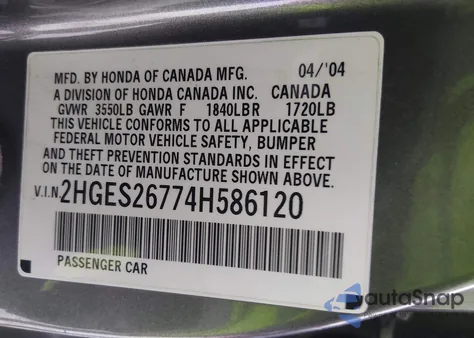 MFD. BY HONDA OF CANADA MFG. 04/'04
A DIVISION OF HONDA CANADA INC. CANADA
GVWR 3550LB GAWR F 1840LBR 1720LB
THIS VEHICLE CONFORMS TO ALL APPLICABLE
FEDERAL MOTOR VEHICLE SAFETY, BUMPER
AND THEFT PREVENTION STANDARDS IN EFFECT
ON THE DATE OF MANUFACTURE SHOWN ABOVE.
V.I.N 2HGES26774H586120
PASSENGER CAR
autaSnap